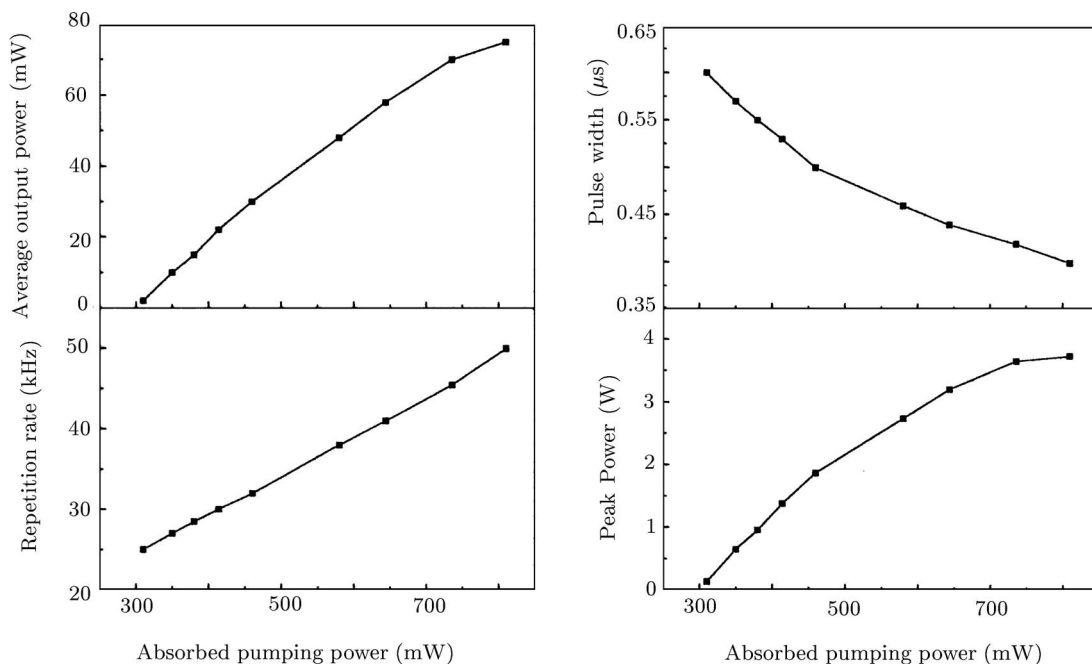 Average output power (mW)
80
60
40
20
0
Repetition rate (kHz)
50
40
30
20
300 500 700
Absorbed pumping power (mW)
Pulse width (μs)
0.65
0.55
0.45
0.35
Peak Power (W)
4
3
2
1
0
300 500 700
Absorbed pumping power (mW)